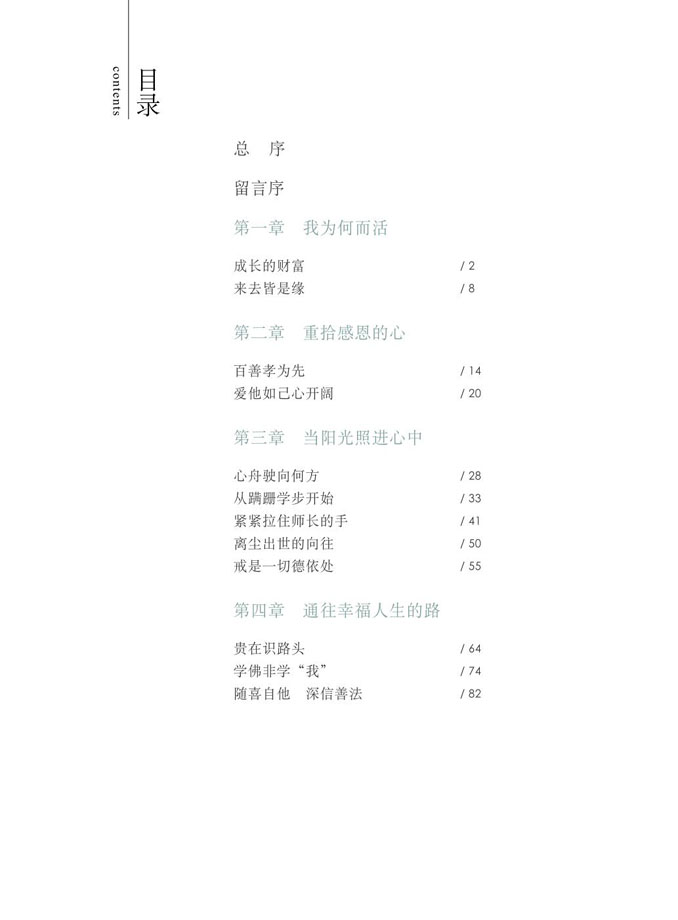 目录
contents
总 序
留言序
第一章 我为何而活
成长的财富 / 2
来去皆是缘 / 8
第二章 重拾感恩的心
百善孝为先 / 14
爱他如己心开阔 / 20
第三章 当阳光照进心中
心舟驶向何方 / 28
从蹒跚学步开始 / 33
紧紧拉住师长的手 / 41
离尘出世的向往 / 50
戒是一切德依处 / 55
第四章 通往幸福人生的路
贵在识路头 / 64
学佛非学“我” / 74
随喜自他 深信善法 / 82